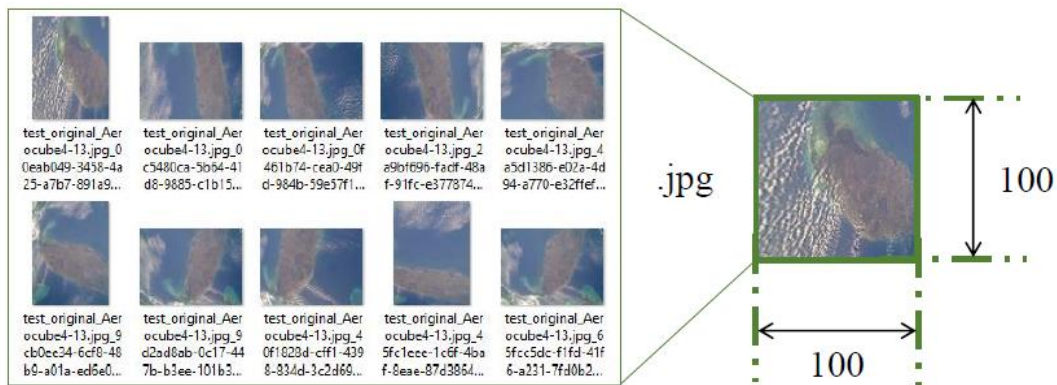 test_original_Aer
ocube4-13.jpg_0
0eab049-3458-4a
25-a7b7-891a9...
test_original_Aer
ocube4-13.jpg_0
c5480ca-5b64-41
d8-9885-c1b15...
test_original_Aer
ocube4-13.jpg_0f
461b74-cea0-49f
d-984b-59e57f1...
test_original_Aer
ocube4-13.jpg_2
a9bf696-fadf-48a
f-91fc-e377874...
test_original_Aer
ocube4-13.jpg_4
a5d1386-e02a-4d
94-a770-e32ffef...
.jpg
100
test_original_Aer
ocube4-13.jpg_9
cb0ee34-6cf8-48
b9-a01a-ed6e0...
test_original_Aer
ocube4-13.jpg_9
d2ad8ab-0c17-44
7b-b3ee-101b3...
test_original_Aer
ocube4-13.jpg_4
0f1828d-cff1-439
8-834d-3c2d69...
test_original_Aer
ocube4-13.jpg_4
5fc1eee-1c6f-4ba
f-8eae-87d3864...
test_original_Aer
ocube4-13.jpg_6
5fcc5dc-f1fd-41f
6-a231-7fd0b2...
100